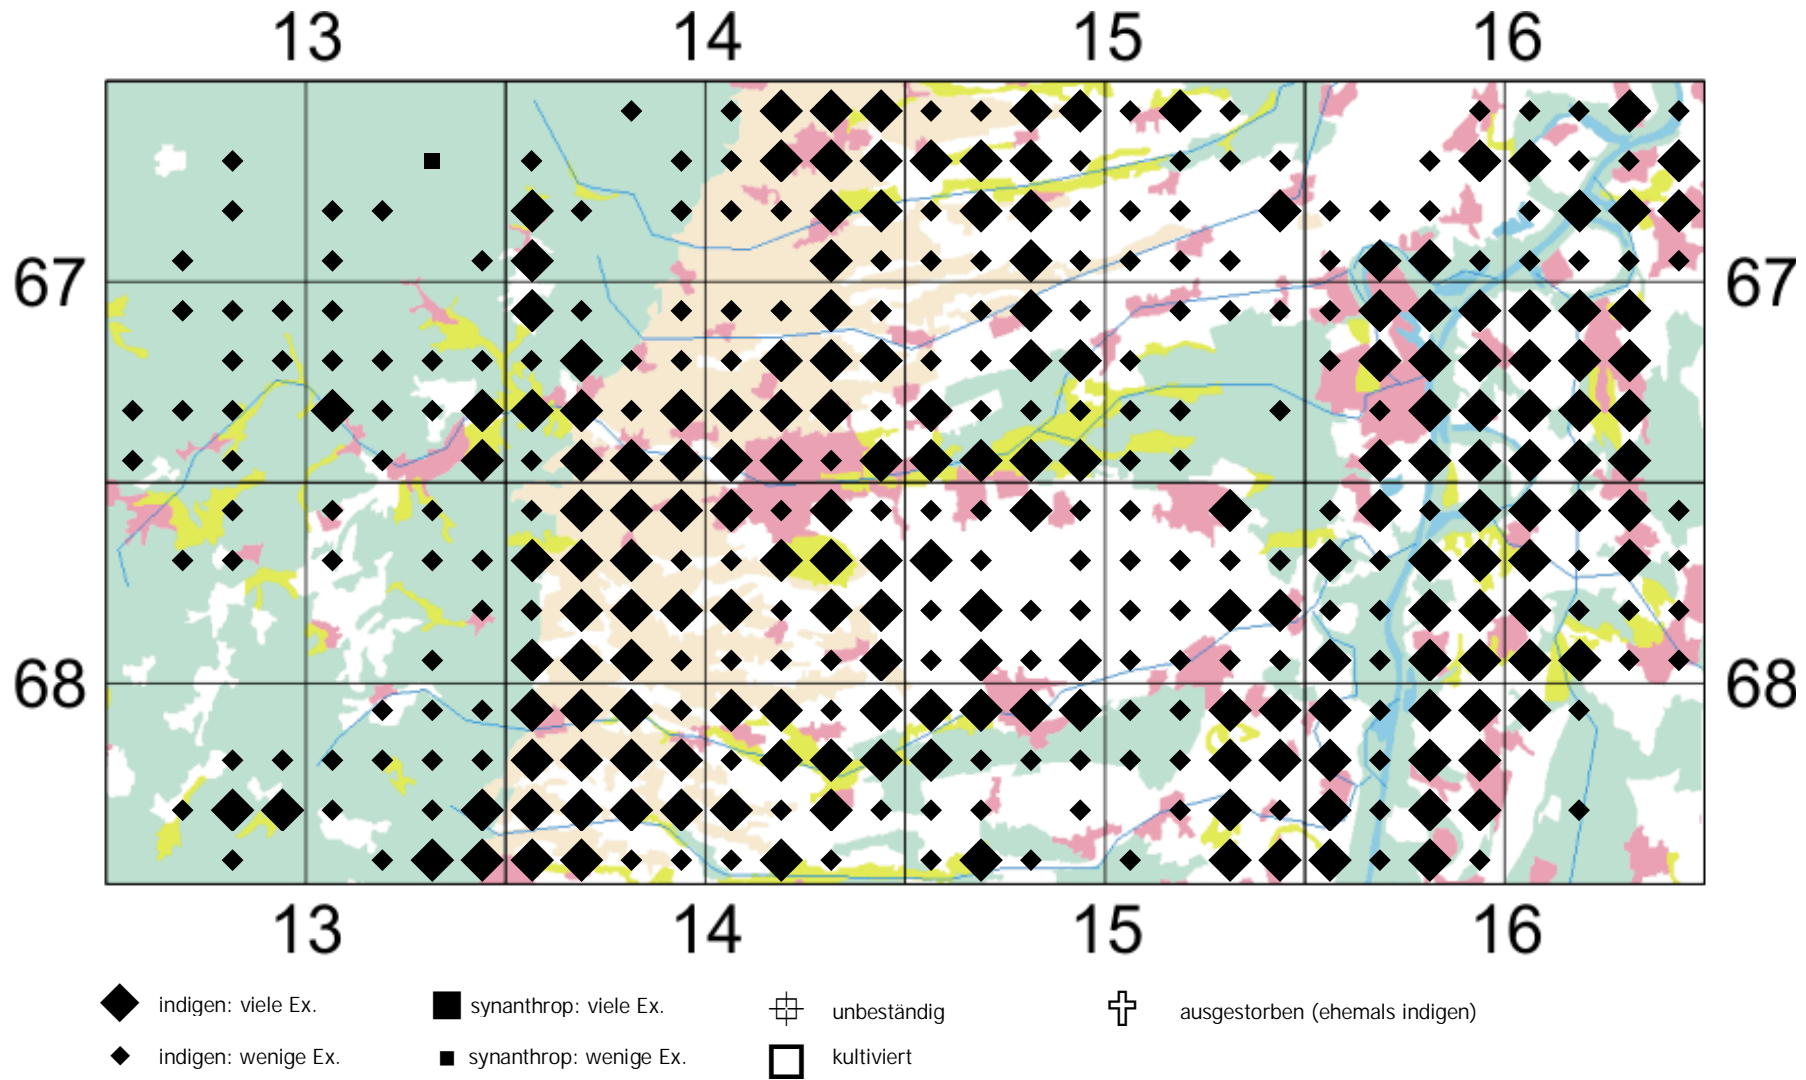 13 14 15 16
67 67
68 68
13 14 15 16
indigen: viele Ex. synanthrop: viele Ex. unbeständig ausgestorben (ehemals indigen)
indigen: wenige Ex. synanthrop: wenige Ex. kultiviert